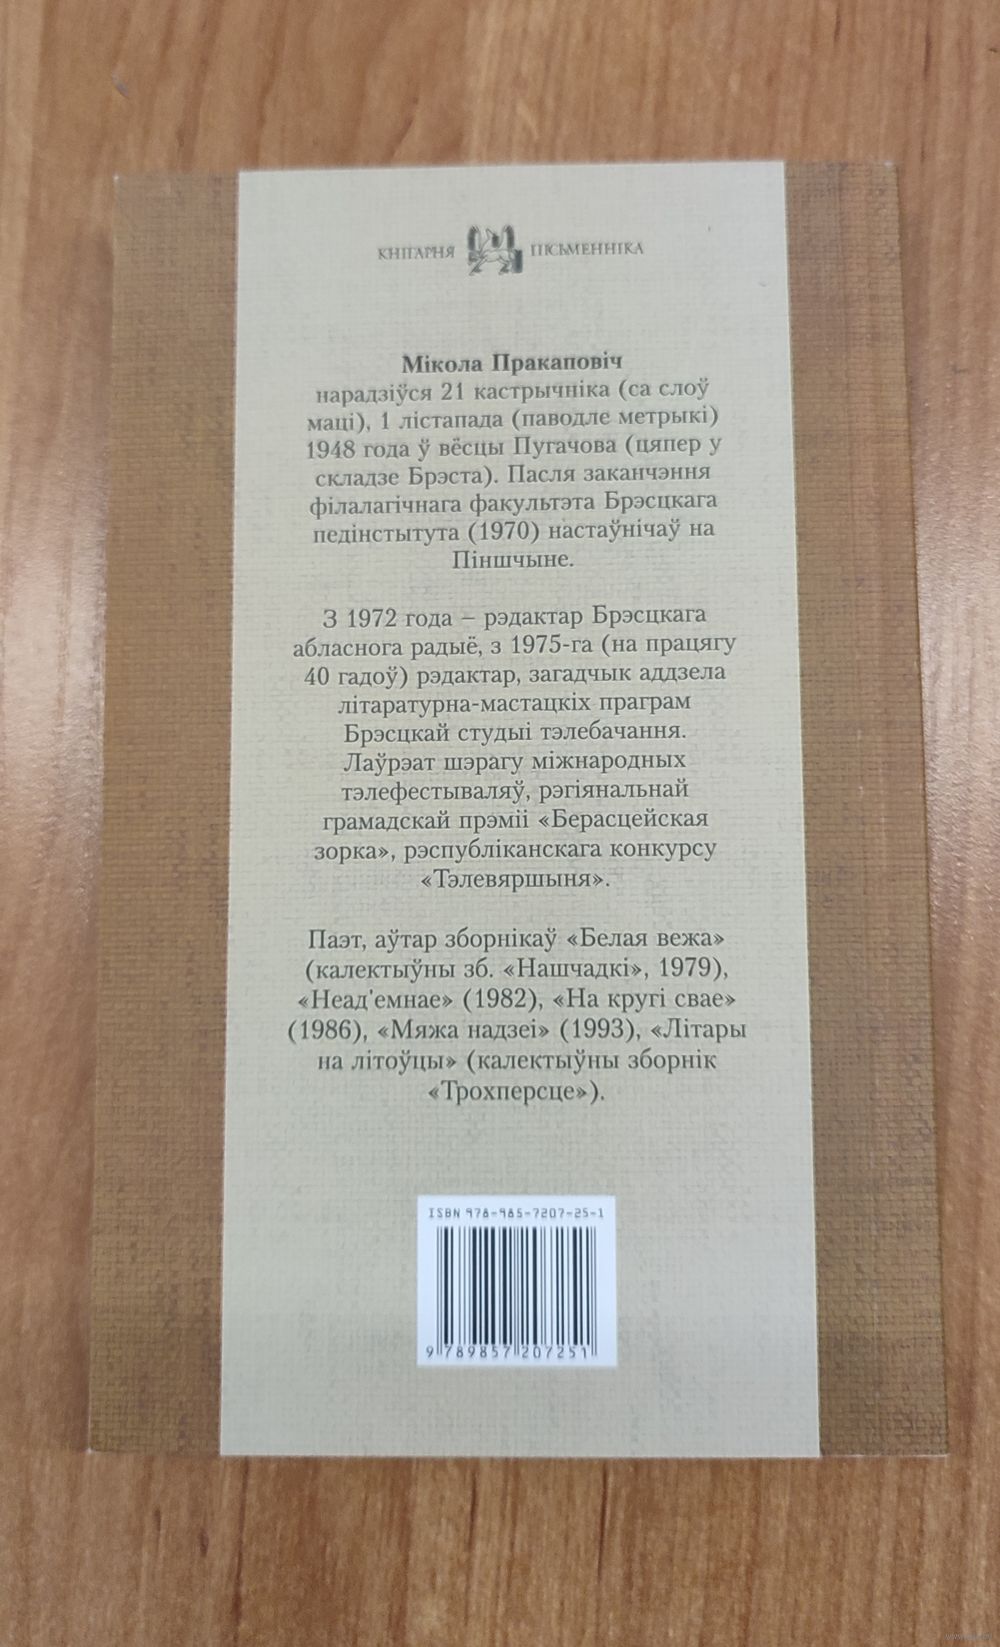 КНІГАРНЯ ПІСЬМЕННІКА
Мікола Пракаповіч
нарадзіўся 21 кастрычніка (са слоў
маці), 1 лістапада (паводле метрыкі)
1948 года ў вёсцы Пугачова (цяпер у
складзе Брэста). Пасля заканчэння
філалагічнага факультэта Брэсцкага
педінстытута (1970) настаўнічаў на
Піншчыне.
З 1972 года – рэдактар Брэсцкага
абласнога радыё, з 1975-га (на працягу
40 гадоў) рэдактар, загадчык аддзела
літаратурна-мастацкіх праграм
Брэсцкай студыі тэлебачання.
Лаўрэат шэрагу міжнародных
тэлефестываляў, рэгіянальнай
грамадскай прэміі «Берасцейская
зорка», рэспубліканскага конкурсу
«Тэлевяршыня».
Паэт, аўтар зборнікаў «Белая вежа»
(калектыўны зб. «Нашчадкі», 1979),
«Неад'емнае» (1982), «На кругі свае»
(1986), «Мяжа надзеі» (1993), «Літары
на літоўцы» (калектыўны зборнік
«Трохперсце»).
ISBN 978-985-7207-25-1
9 789857 207251